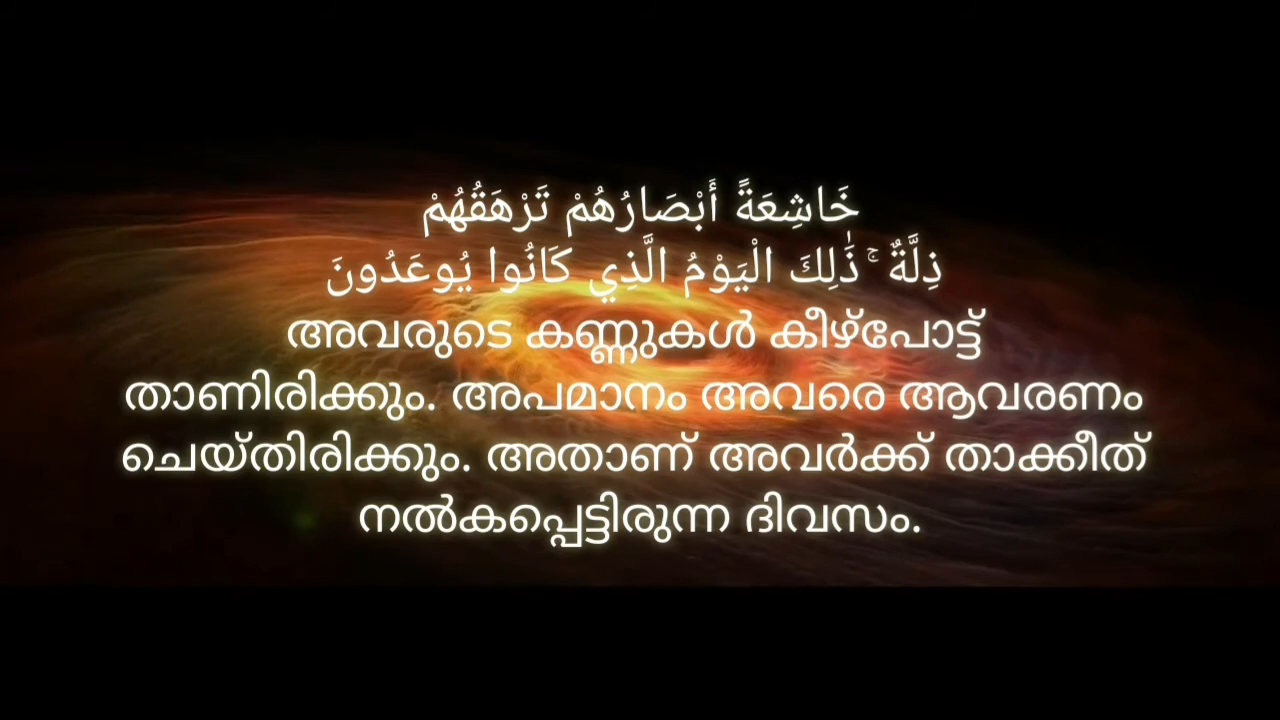 خَاشِعَةً أَبْصَارُهُمْ تَرْهَقُهُمْ
ذِلَّةٌ ۚ ذَٰلِكَ الْيَوْمُ الَّذِي كَانُوا يُوعَدُونَ
അവരുടെ കണ്ണുകൾ കീഴ്പോട്ട്
താണിരിക്കും. അപമാനം അവരെ ആവരണം
ചെയ്തിരിക്കും. അതാണ് അവർക്ക് താക്കീത്
നൽകപ്പെട്ടിരുന്ന ദിവസം.